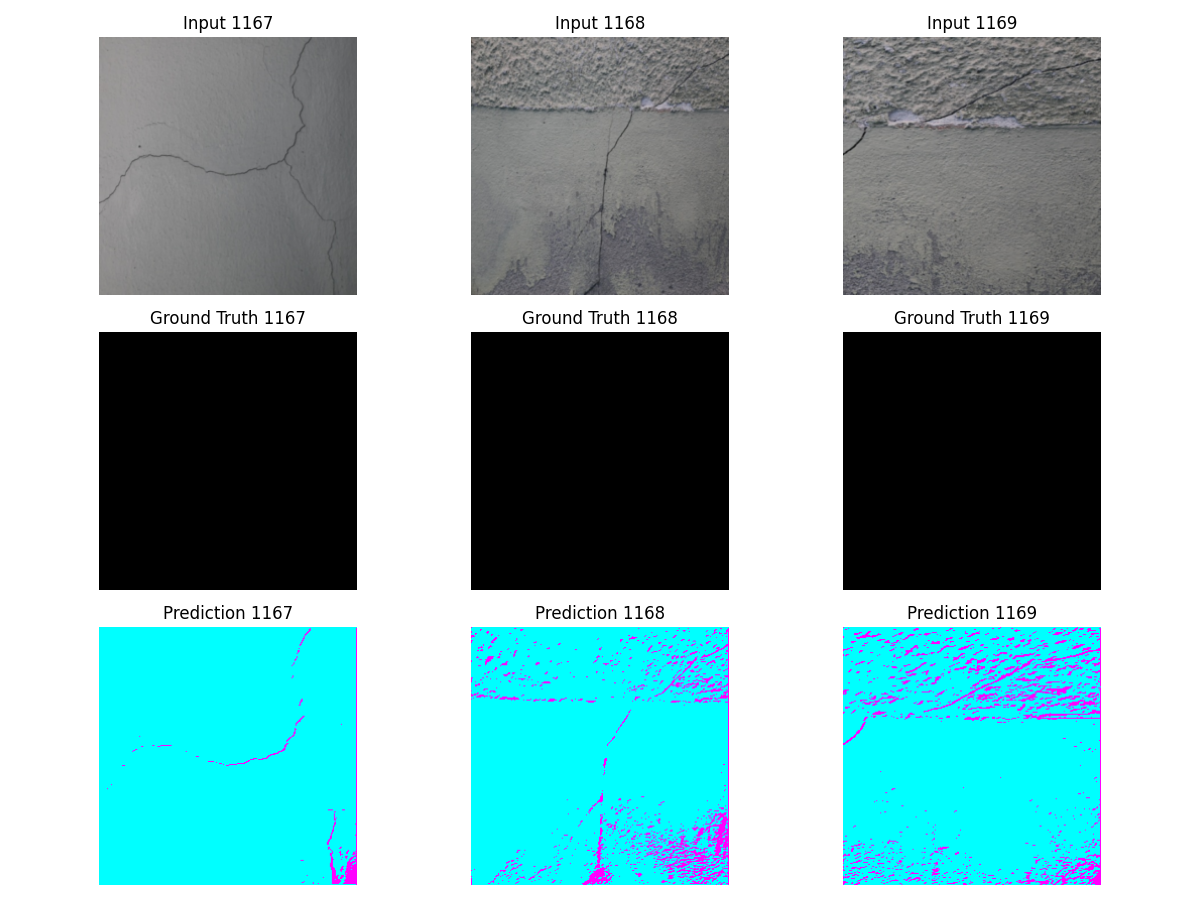 Input 1167
Input 1168
Input 1169
Ground Truth 1167
Ground Truth 1168
Ground Truth 1169
Prediction 1167
Prediction 1168
Prediction 1169